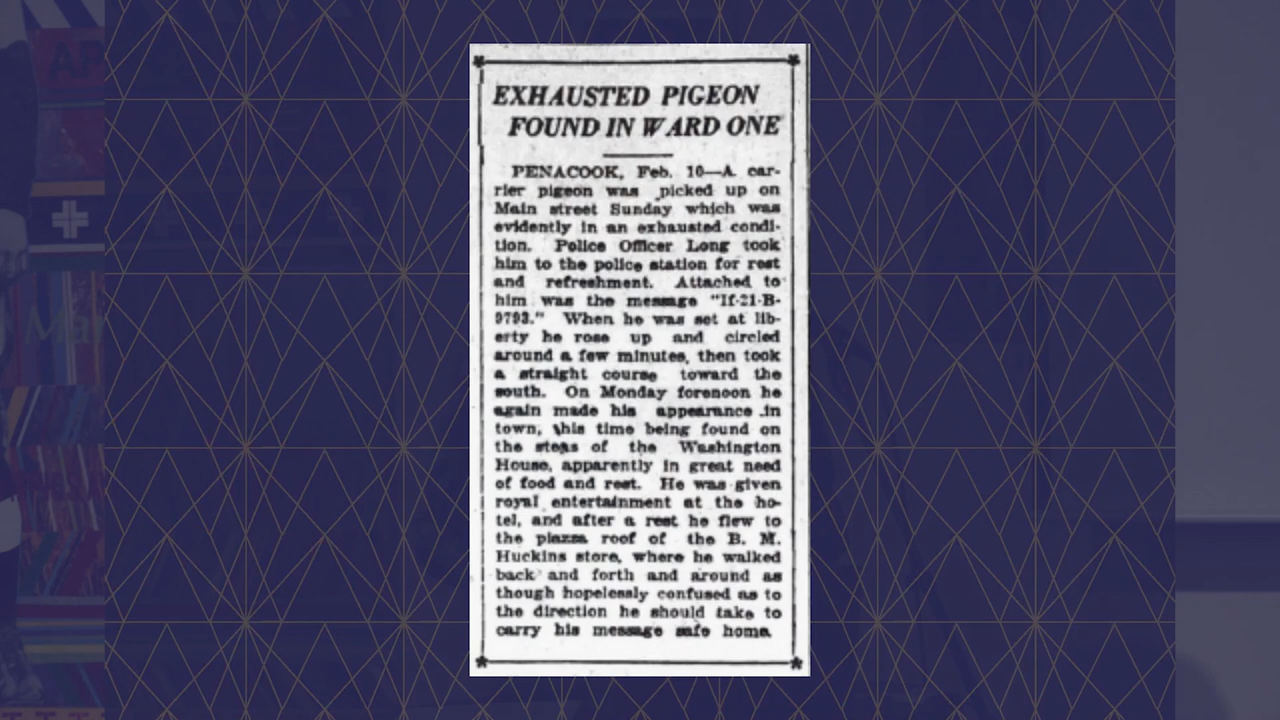 EXHAUSTED PIGEON
FOUND IN WARD ONE
PENACOOK, Feb. 10—A car-
rier pigeon was picked up on
Main street Sunday which was
evidently in an exhausted condi-
tion. Police Officer Long took
him to the police station for rest
and refreshment. Attached to
him was the message "If-21-B-
9793." When he was set at lib-
erty he rose up and circled
around a few minutes, then took
a straight course toward the
south. On Monday forenoon he
again made his appearance in
town, this time being found on
the steps of the Washington
House, apparently in great need
of food and rest. He was given
royal entertainment at the ho-
tel, and after a rest he flew to
the piazza roof of the B. M.
Huckins store, where he walked
back and forth and around as
though hopelessly confused as to
the direction he should take to
carry his message safe home.